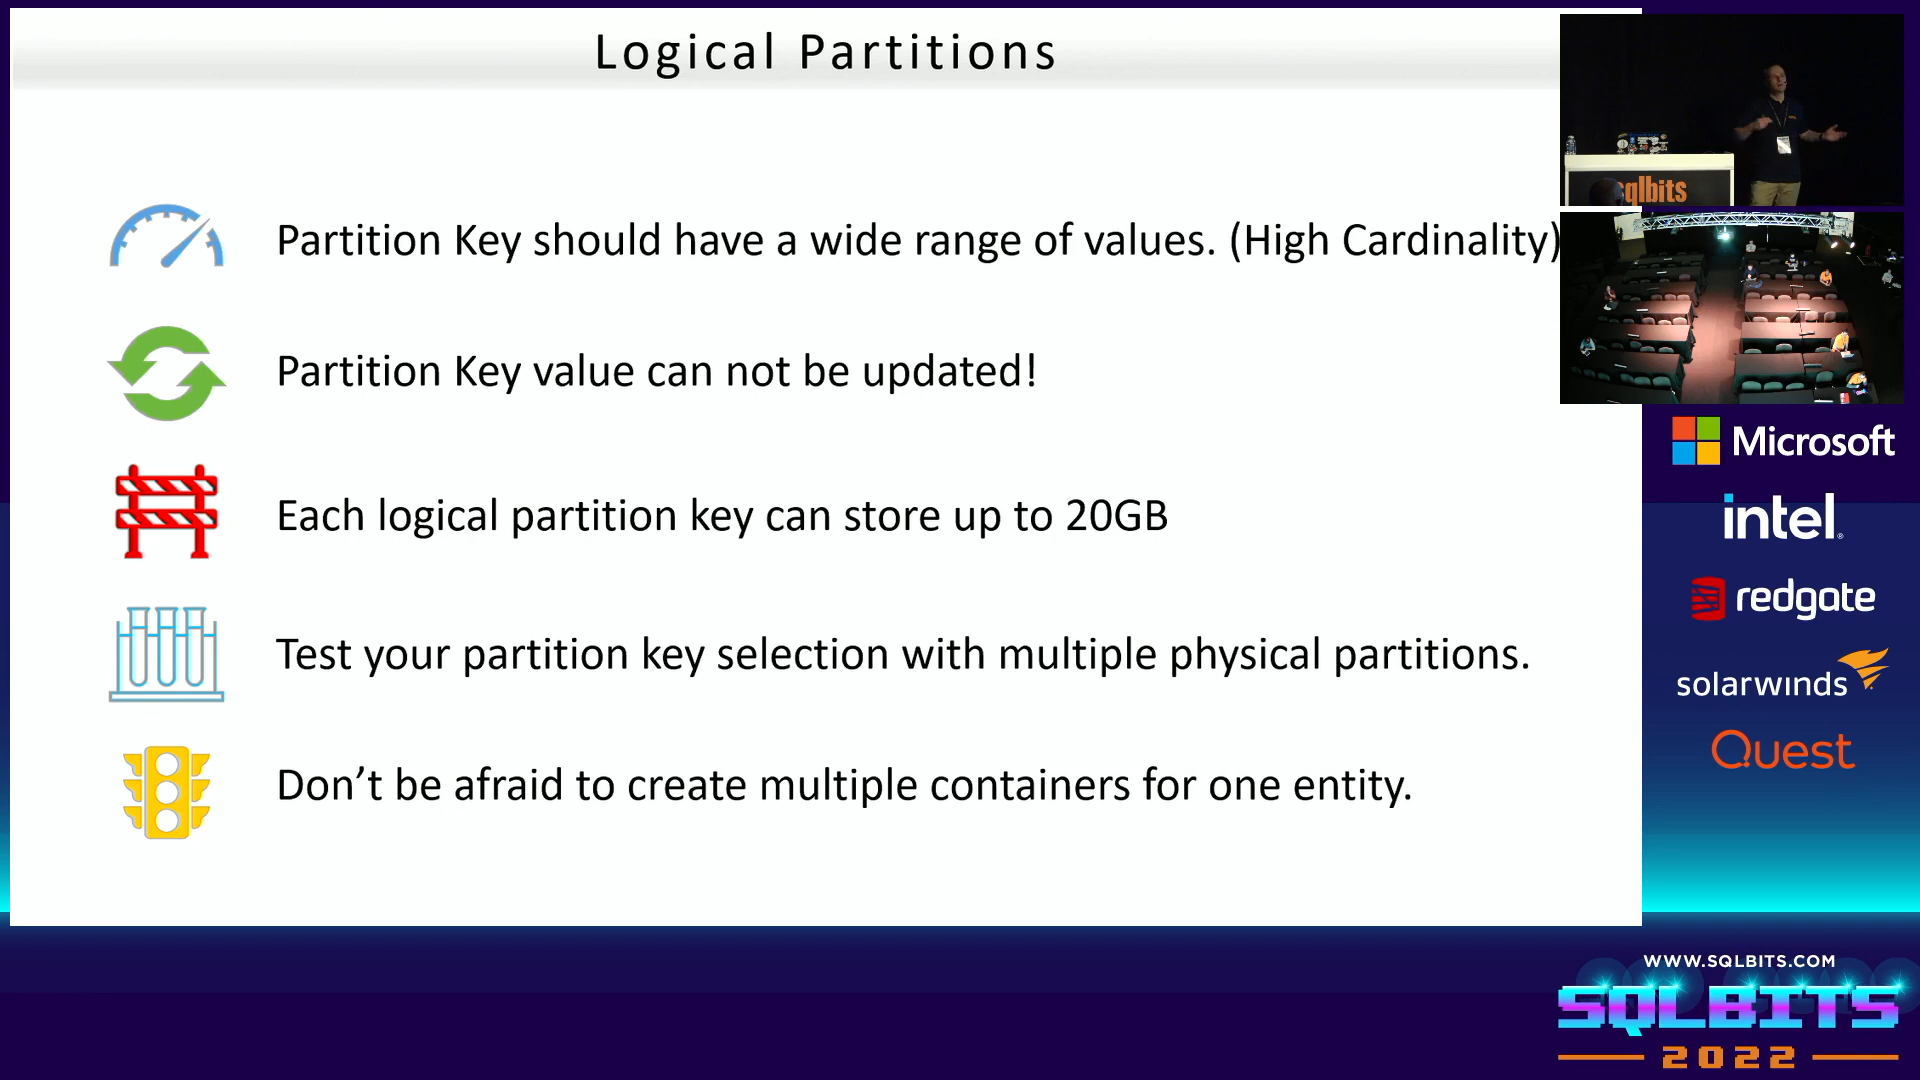 Logical Partitions
Partition Key should have a wide range of values. (High Cardinality)
Partition Key value can not be updated!
Each logical partition key can store up to 20GB
Test your partition key selection with multiple physical partitions.
Don’t be afraid to create multiple containers for one entity.
sqlbits
Microsoft
intel
redgate
solarwinds
Quest
WWW.SQLBITS.COM
SQLBITS
2022